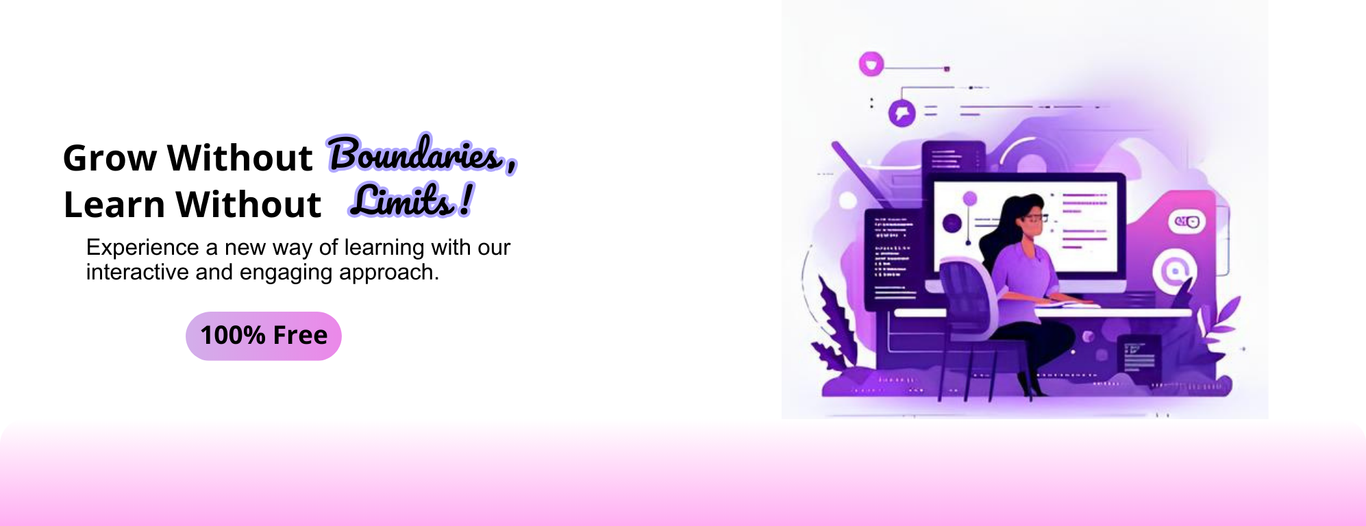 Grow Without Boundaries,
Learn Without Limits!
Experience a new way of learning with our
interactive and engaging approach.
100% Free